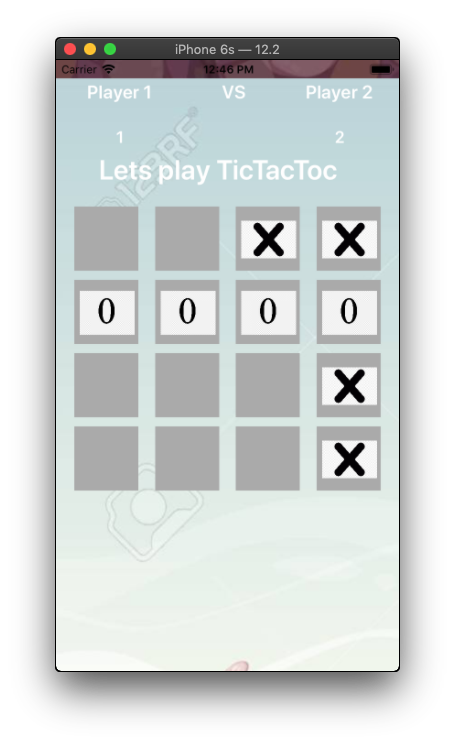 iPhone 6s — 12.2
Carrier 12:46 PM
Player 1 VS Player 2
1 2
Lets play TicTacToc
X X
0 0 0 0
X
X
123RF